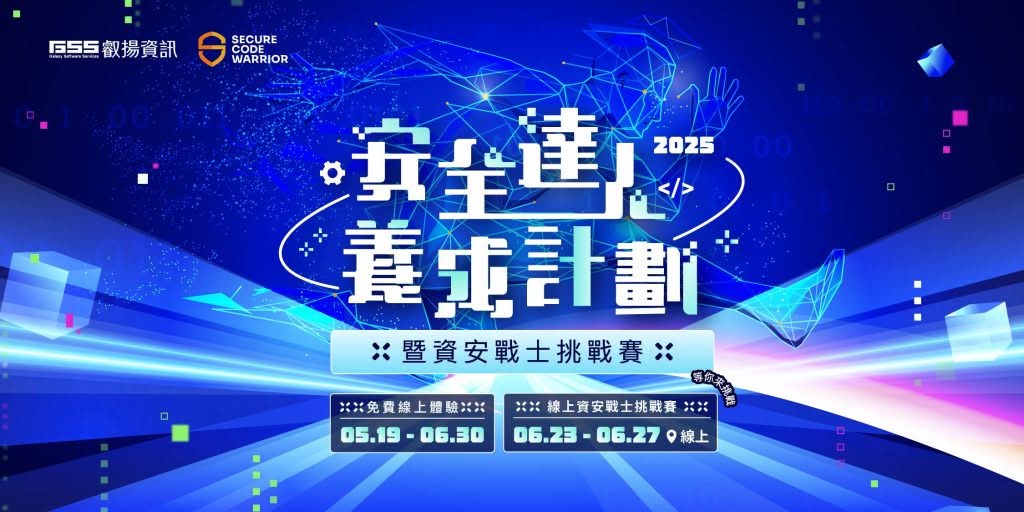 GSS 叡揚資訊
Galaxy Software Services
SECURE
CODE
WARRIOR
2025
安全達人
</>
養成計劃
暨資安戰士挑戰賽
等你來挑戰
免費線上體驗
05.19 - 06.30
線上資安戰士挑戰賽
06.23 - 06.27 線上